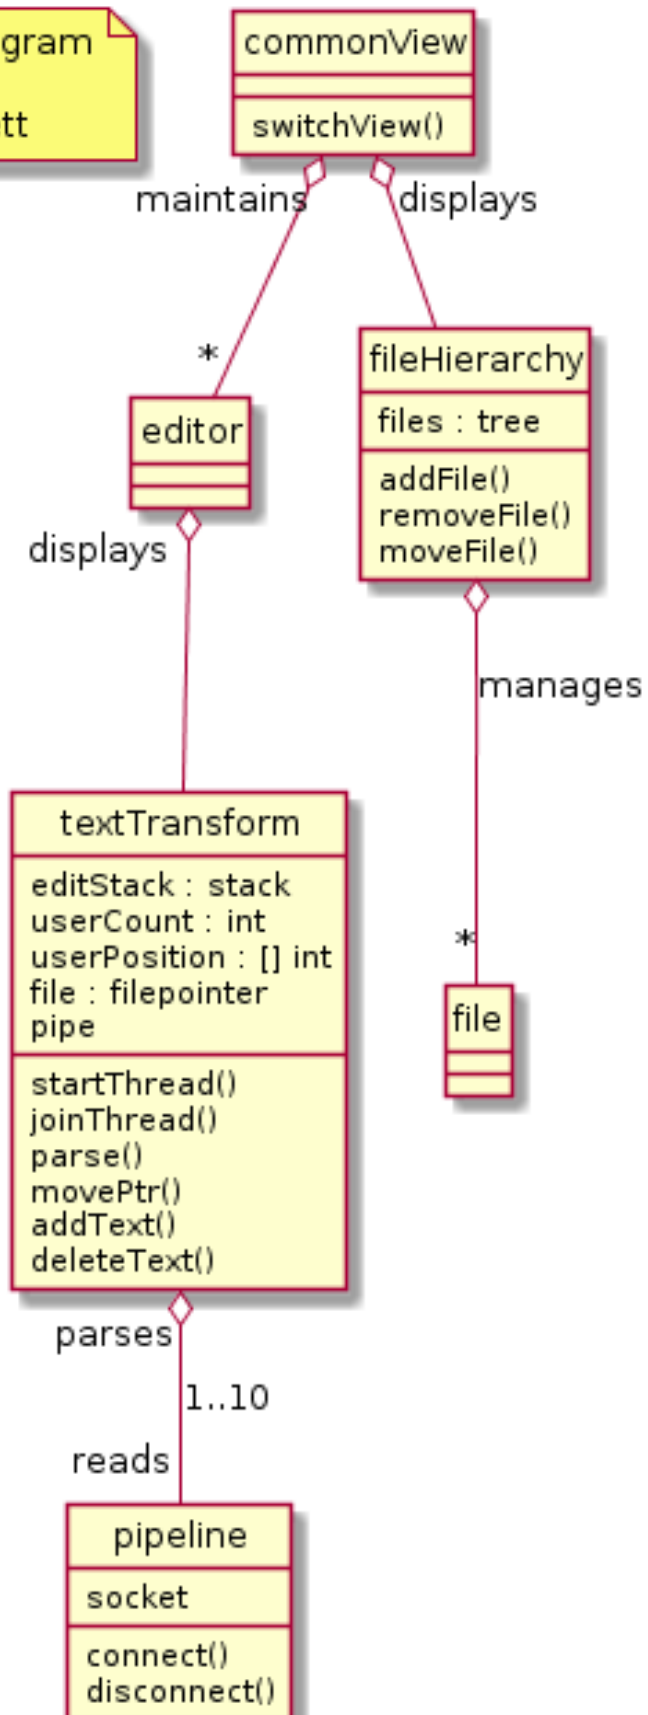 gram
tt
commonView
switchView()
maintains
displays
*
editor
fileHierarchy
files : tree
addFile()
removeFile()
moveFile()
displays
manages
*
textTransform
editStack : stack
userCount : int
userPosition : [] int
file : filepointer
pipe
startThread()
joinThread()
parse()
movePtr()
addText()
deleteText()
file
parses
1..10
reads
pipeline
socket
connect()
disconnect()